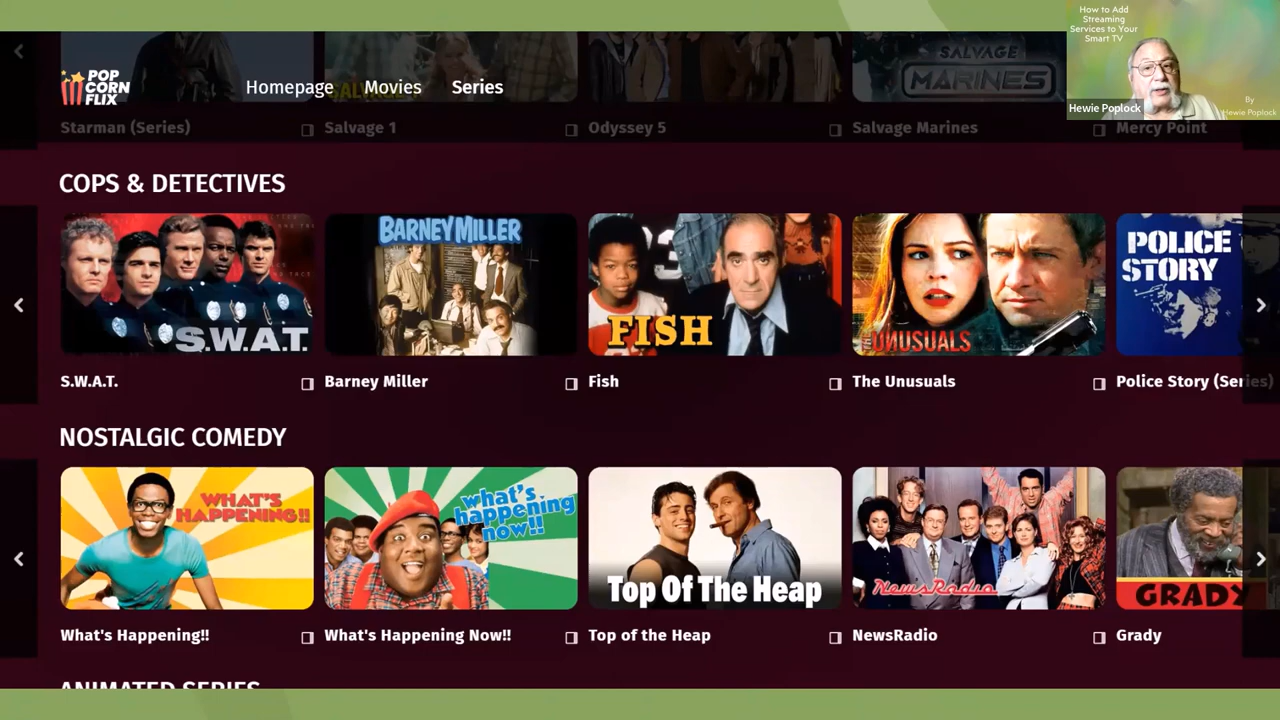 POP
CORN
FLIX
Homepage
Movies
Series
SALVAGE
MARINES
How to Add
Streaming
Services to Your
Smart TV
Hewie Poplock
By
Hewie Poplock
Starman (Series)
Salvage 1
Odyssey 5
Salvage Marines
Mercy Point
COPS & DETECTIVES
S.W.A.T.
BARNEY MILLER
FISH
THE UNUSUALS
POLICE
STORY
S.W.A.T.
Barney Miller
Fish
The Unusuals
Police Story (Series)
NOSTALGIC COMEDY
WHAT'S
HAPPENING!!
what's
happening
now!!
Top Of The Heap
NewsRadio
GRADY
What's Happening!!
What's Happening Now!!
Top of the Heap
NewsRadio
Grady
ANIMATED SERIES